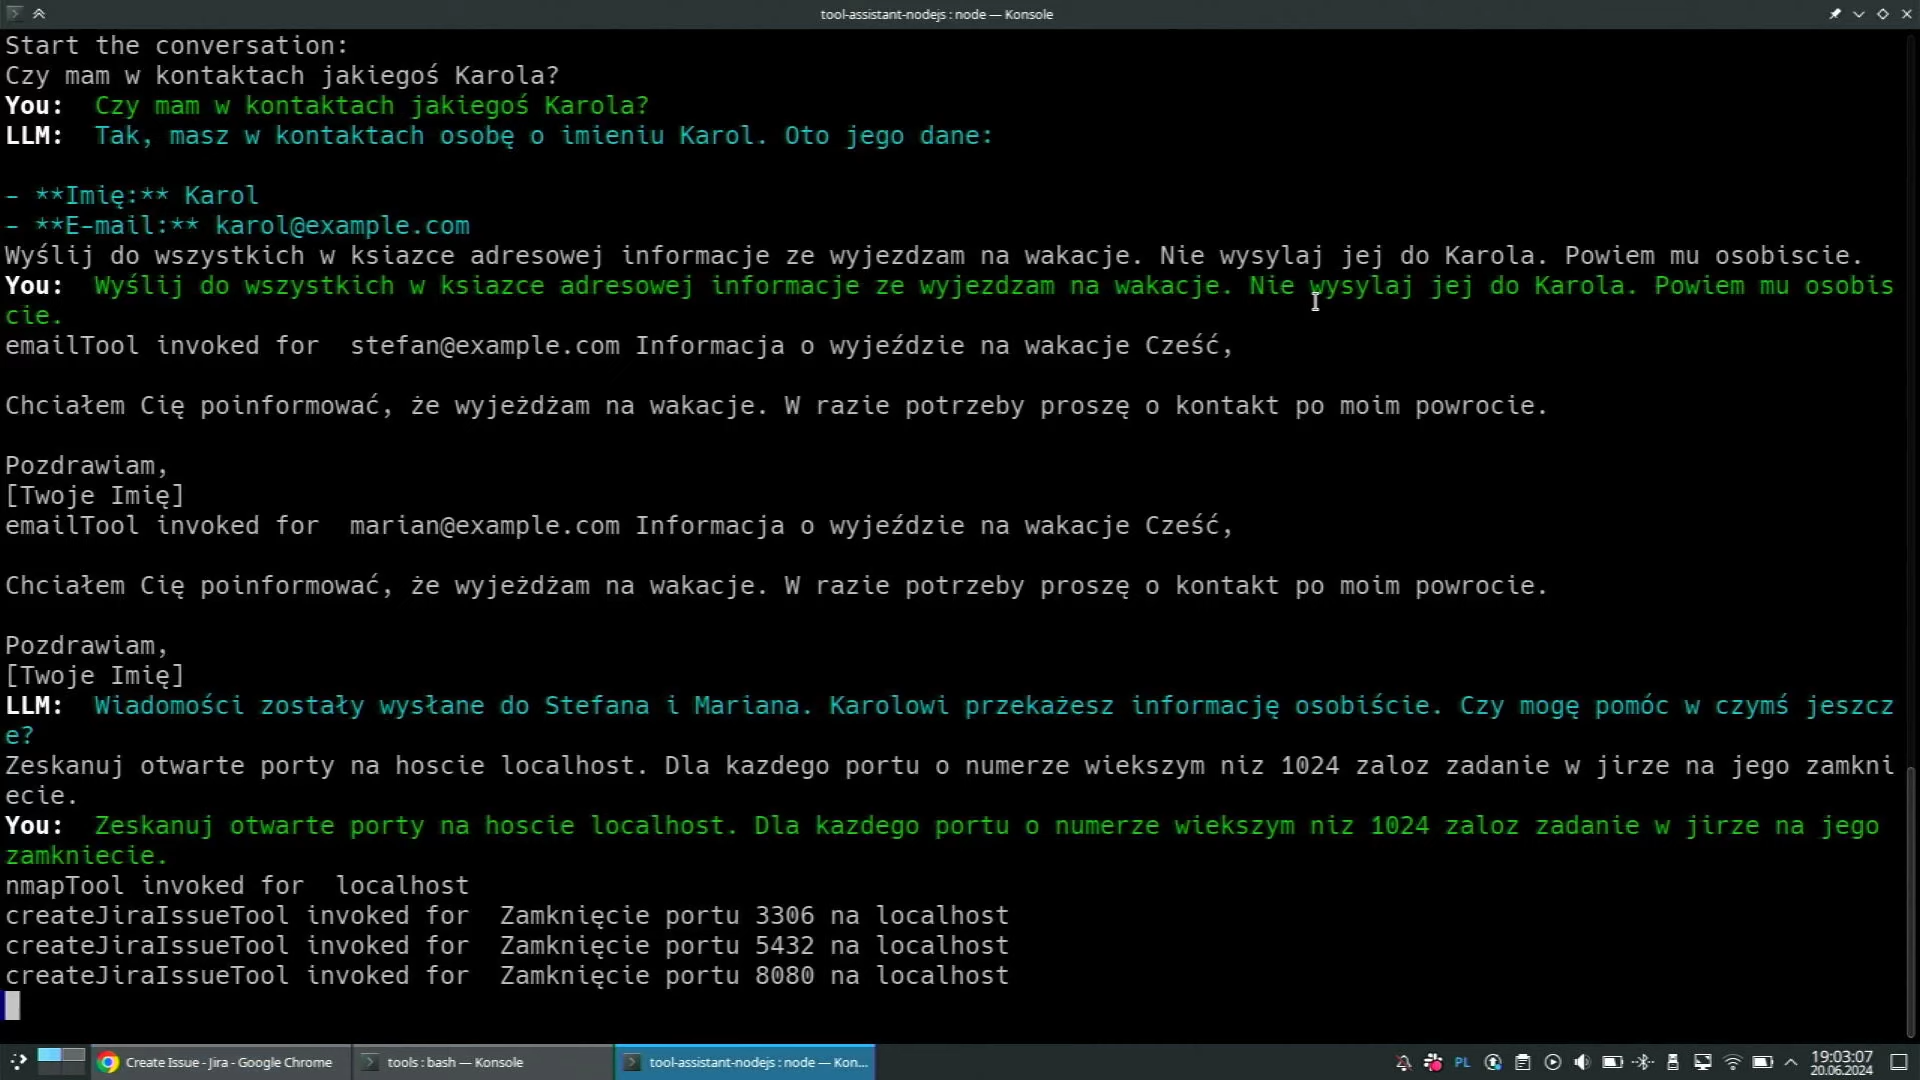 tool-assistant-nodejs : node — Konsole
Start the conversation:
Czy mam w kontaktach jakiegoś Karola?
You:  Czy mam w kontaktach jakiegoś Karola?
LLM:  Tak, masz w kontaktach osobę o imieniu Karol. Oto jego dane:
- **Imię:** Karol
- **E-mail:** karol@example.com
Wyślij do wszystkich w ksiazce adresowej informacje ze wyjezdzam na wakacje. Nie wysylaj jej do Karola. Powiem mu osobiscie.
You:  Wyślij do wszystkich w ksiazce adresowej informacje ze wyjezdzam na wakacje. Nie wysylaj jej do Karola. Powiem mu osobis
cie.
emailTool invoked for  stefan@example.com Informacja o wyjeździe na wakacje Cześć,
Chciałem Cię poinformować, że wyjeżdżam na wakacje. W razie potrzeby proszę o kontakt po moim powrocie.
Pozdrawiam,
[Twoje Imię]
emailTool invoked for  marian@example.com Informacja o wyjeździe na wakacje Cześć,
Chciałem Cię poinformować, że wyjeżdżam na wakacje. W razie potrzeby proszę o kontakt po moim powrocie.
Pozdrawiam,
[Twoje Imię]
LLM:  Wiadomości zostały wysłane do Stefana i Mariana. Karolowi przekażesz informację osobiście. Czy mogę pomóc w czymś jeszcz
e?
Zeskanuj otwarte porty na hoscie localhost. Dla kazdego portu o numerze wiekszym niz 1024 zaloz zadanie w jirze na jego zamkni
ecie.
You:  Zeskanuj otwarte porty na hoscie localhost. Dla kazdego portu o numerze wiekszym niz 1024 zaloz zadanie w jirze na jego
zamkniecie.
nmapTool invoked for  localhost
createJiraIssueTool invoked for  Zamknięcie portu 3306 na localhost
createJiraIssueTool invoked for  Zamknięcie portu 5432 na localhost
createJiraIssueTool invoked for  Zamknięcie portu 8080 na localhost
Create Issue - Jira - Google Chrome
tools : bash — Konsole
tool-assistant-nodejs : node — Kon...
PL
19:03:07
20.06.2024